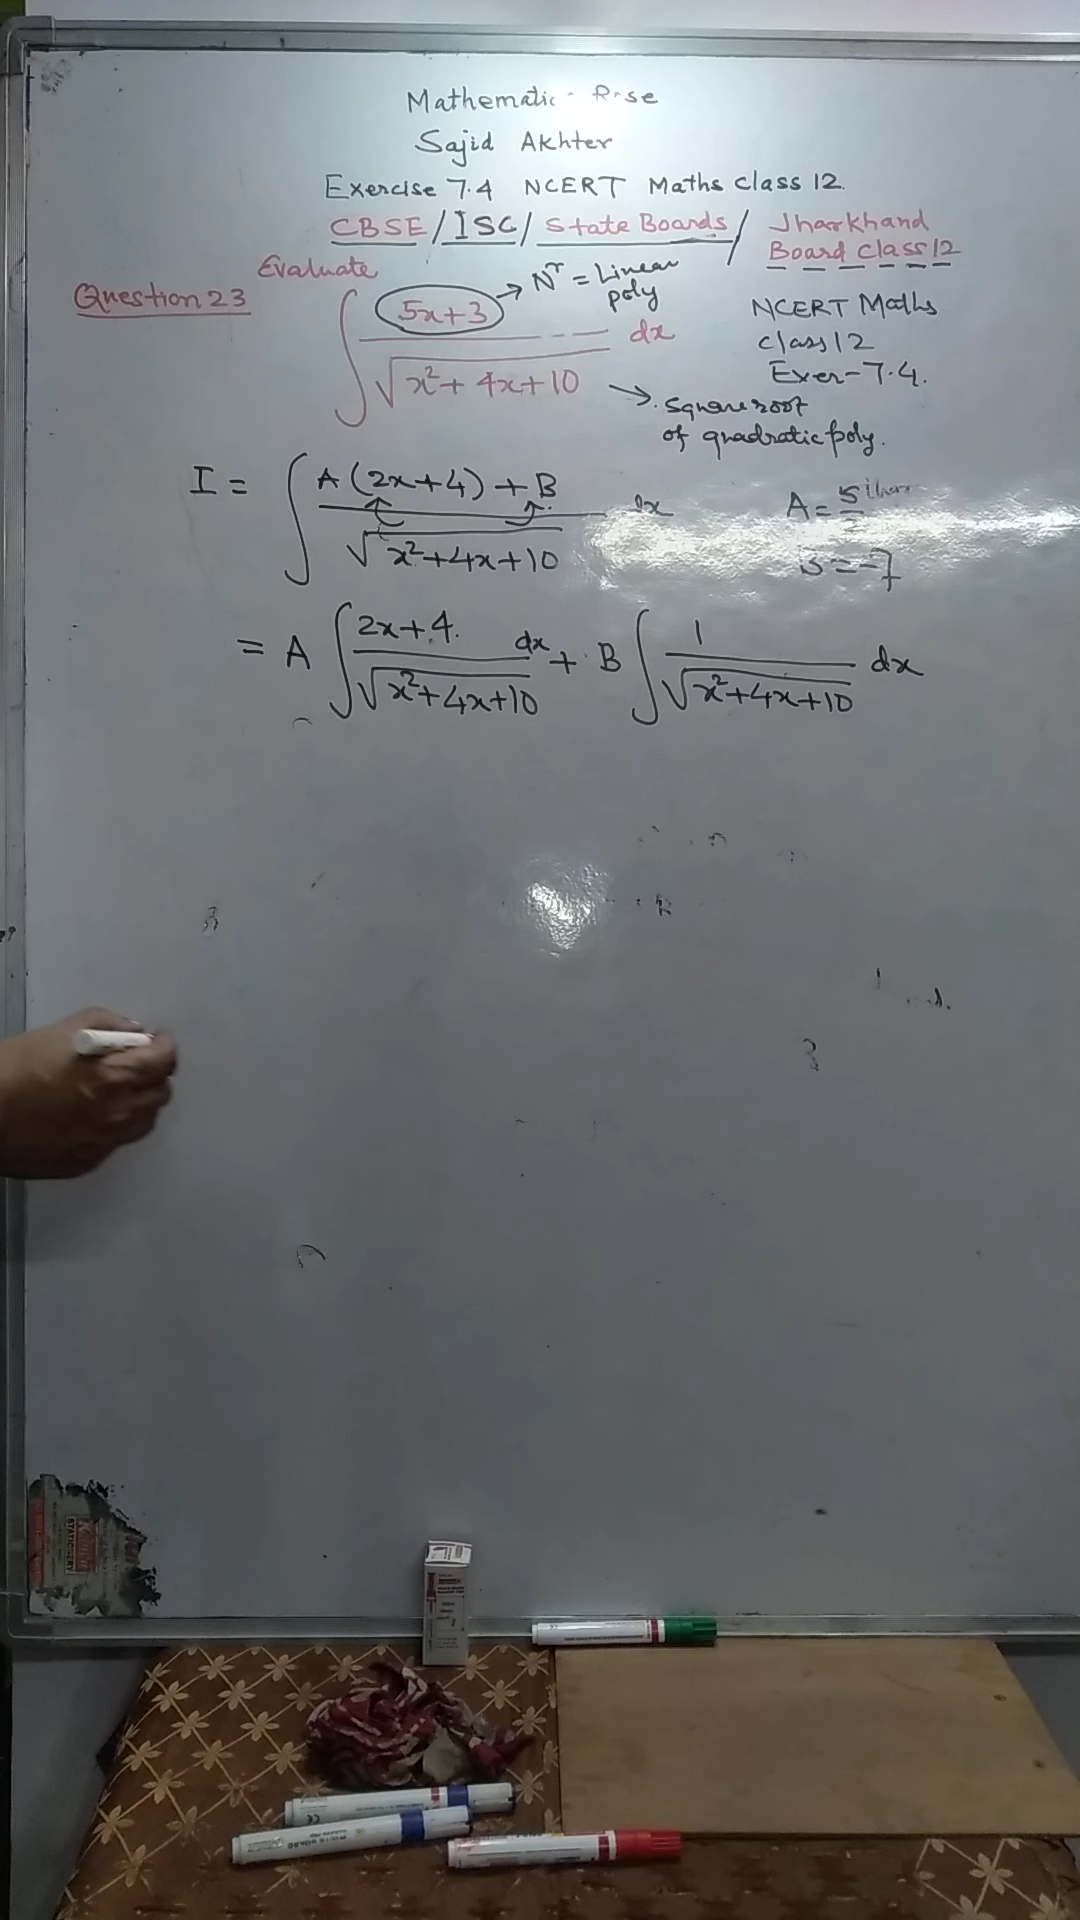 Mathematic
Sajid Akhter
Exercise 7.4 NCERT Maths Class 12.
CBSE/ISC/State Boards/ Jharkhand
Board class 12
Evaluate
Question 23
∫ (5x+3)/√(x²+4x+10) dx
→ Nʳ = Linear
poly
→ Square root
of quadratic poly.
NCERT Maths
class 12
Exer-7.4.
I = ∫ (A(2x+4)+B)/√(x²+4x+10) dx
A = 5/2
B = -7
= A ∫ (2x+4)/√(x²+4x+10) dx + B ∫ 1/√(x²+4x+10) dx
STATIONERY